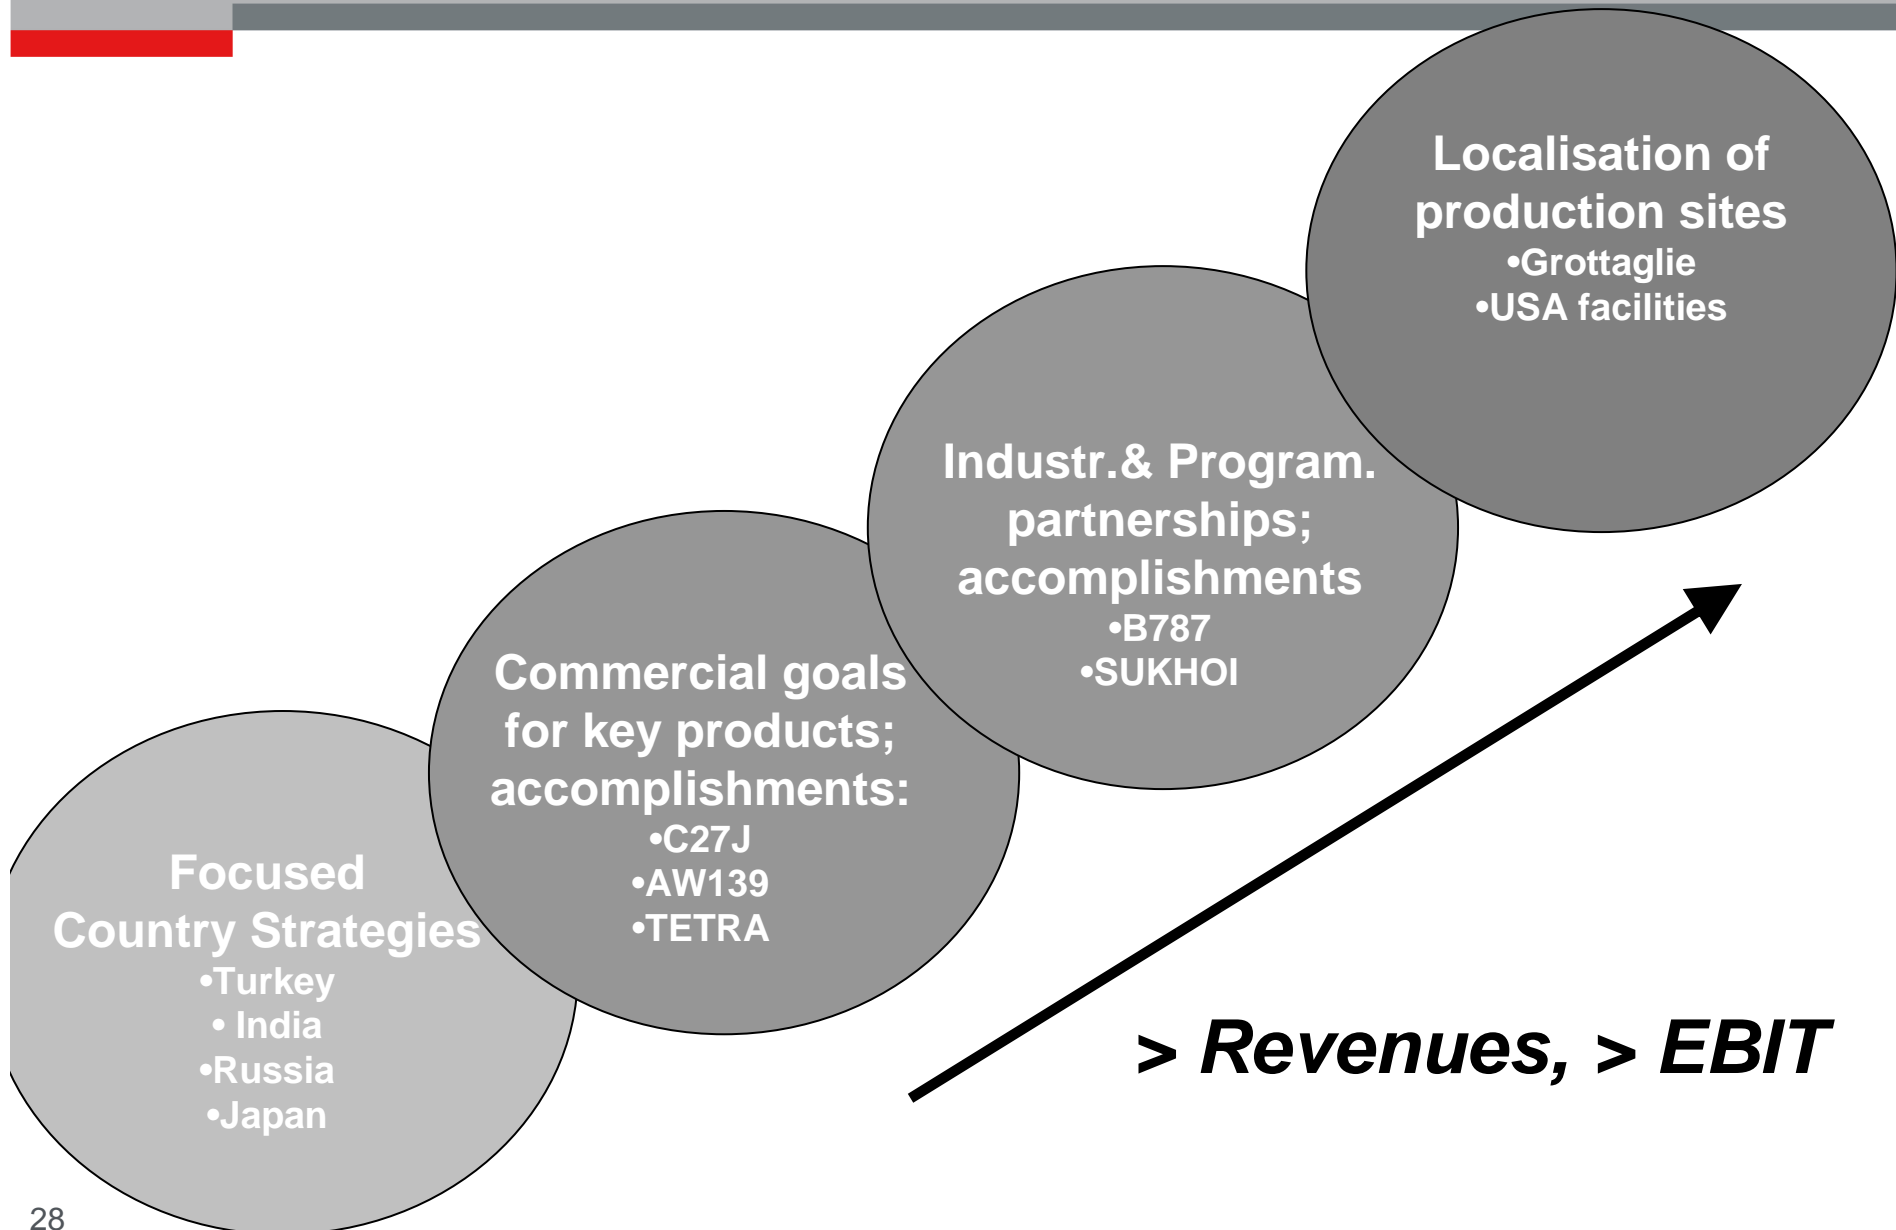 Localisation of
production sites
•Grottaglie
•USA facilities
Industr.& Program.
partnerships;
accomplishments
•B787
•SUKHOI
Commercial goals
for key products;
accomplishments:
•C27J
•AW139
•TETRA
Focused
Country Strategies
•Turkey
• India
•Russia
•Japan
> Revenues, > EBIT
28